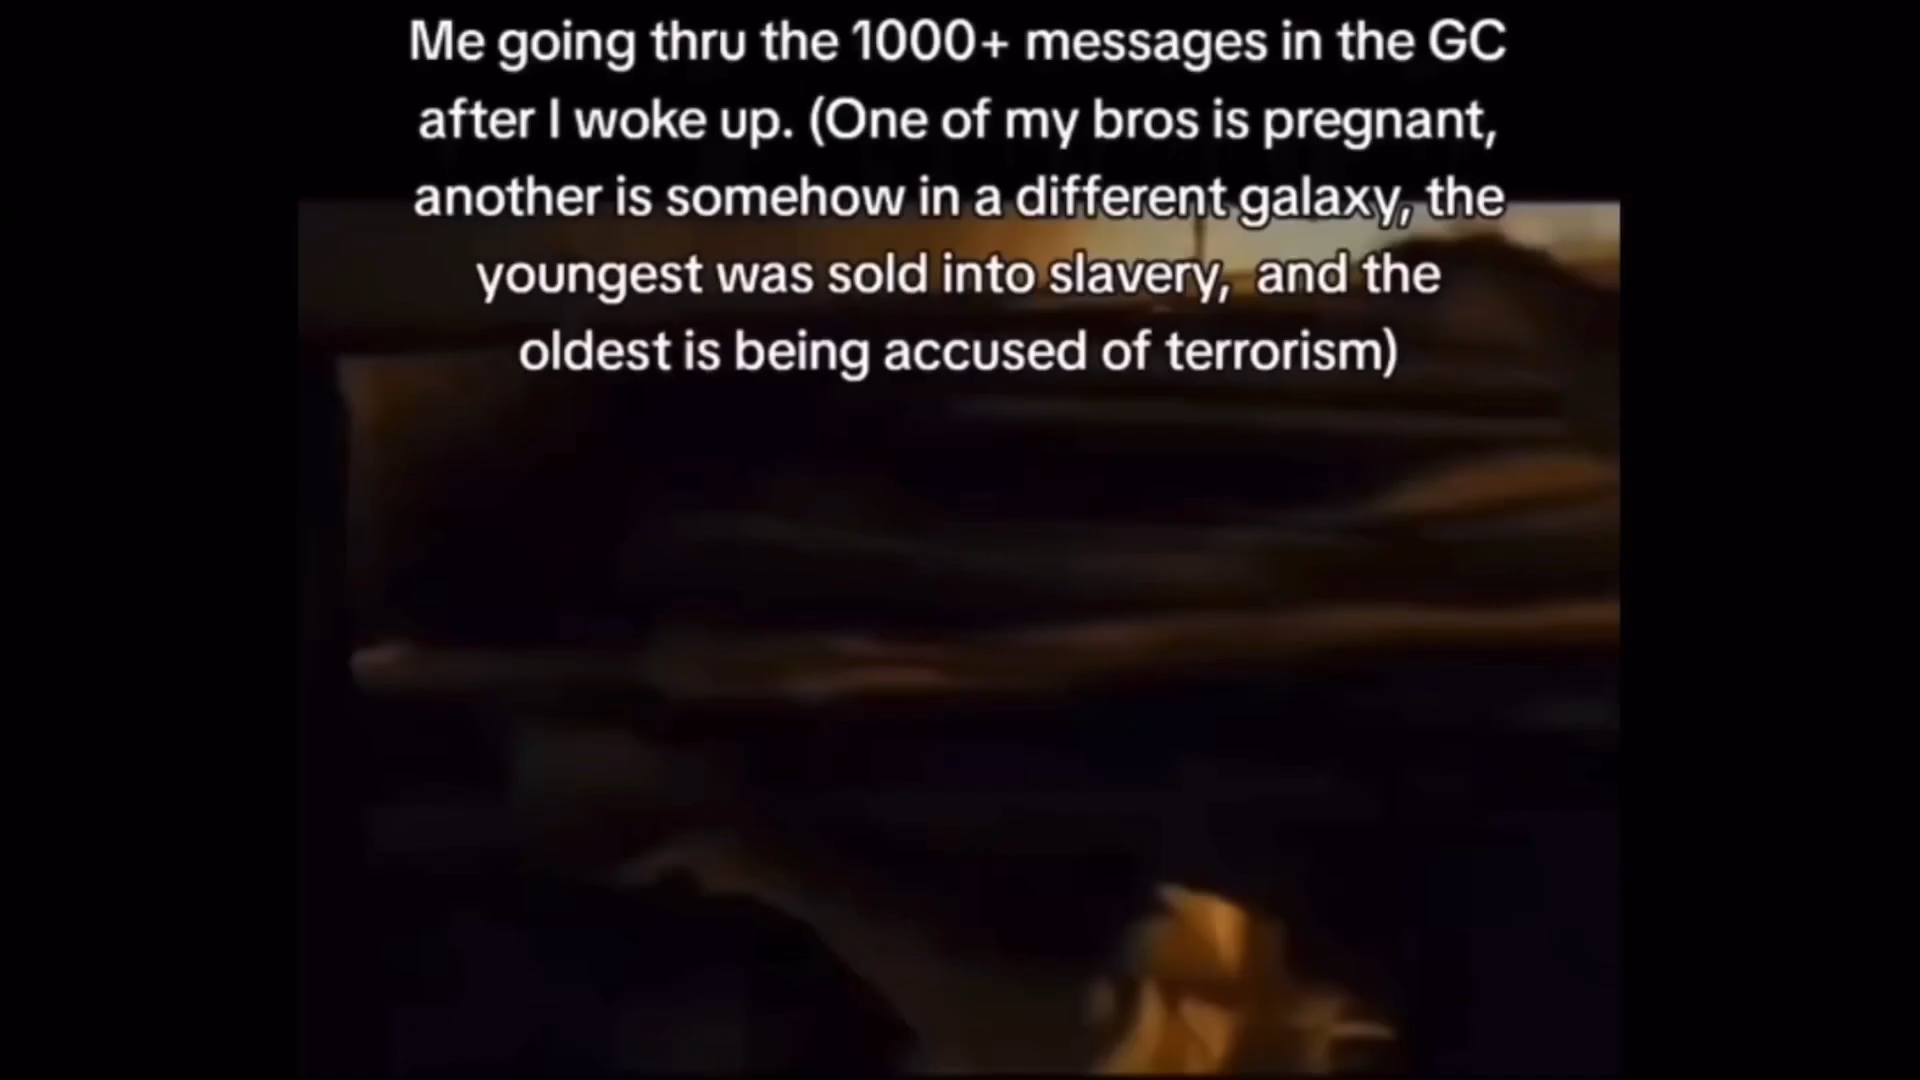 Me going thru the 1000+ messages in the GC
after I woke up. (One of my bros is pregnant,
another is somehow in a different galaxy, the
youngest was sold into slavery, and the
oldest is being accused of terrorism)